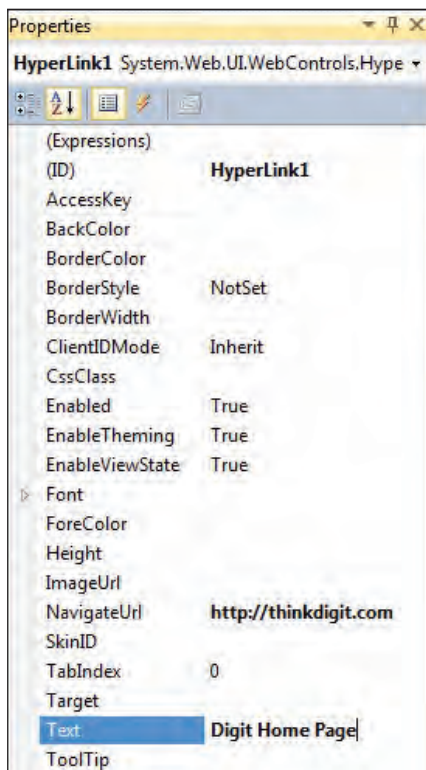 Properties
HyperLink1 System.Web.UI.WebControls.Hype
(Expressions)
(ID) HyperLink1
AccessKey
BackColor
BorderColor
BorderStyle NotSet
BorderWidth
ClientIDMode Inherit
CssClass
Enabled True
EnableTheming True
EnableViewState True
Font
ForeColor
Height
ImageUrl
NavigateUrl http://thinkdigit.com
SkinID
TabIndex 0
Target
Text Digit Home Page
ToolTip